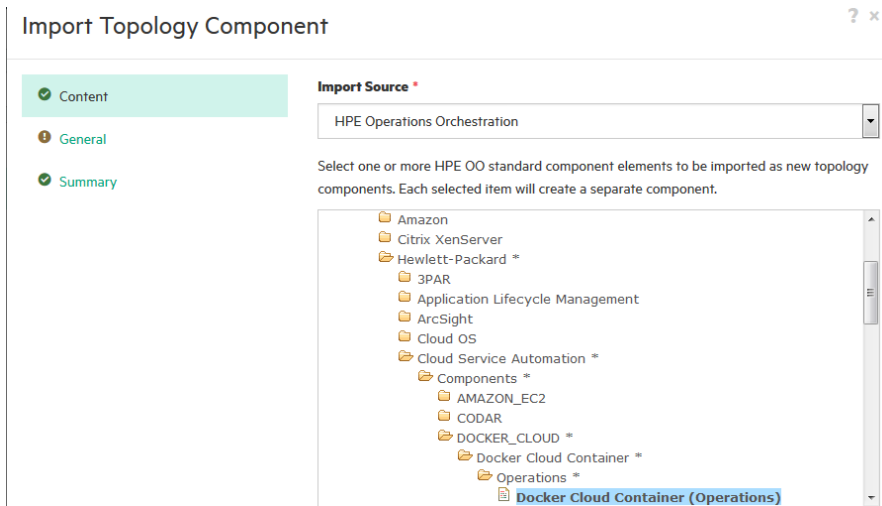 Import Topology Component
? ×
Content
General
Summary
Import Source *
HPE Operations Orchestration
Select one or more HPE OO standard component elements to be imported as new topology
components. Each selected item will create a separate component.
Amazon
Citrix XenServer
Hewlett-Packard *
3PAR
Application Lifecycle Management
ArcSight
Cloud OS
Cloud Service Automation *
Components *
AMAZON_EC2
CODAR
DOCKER_CLOUD *
Docker Cloud Container *
Operations *
Docker Cloud Container (Operations)